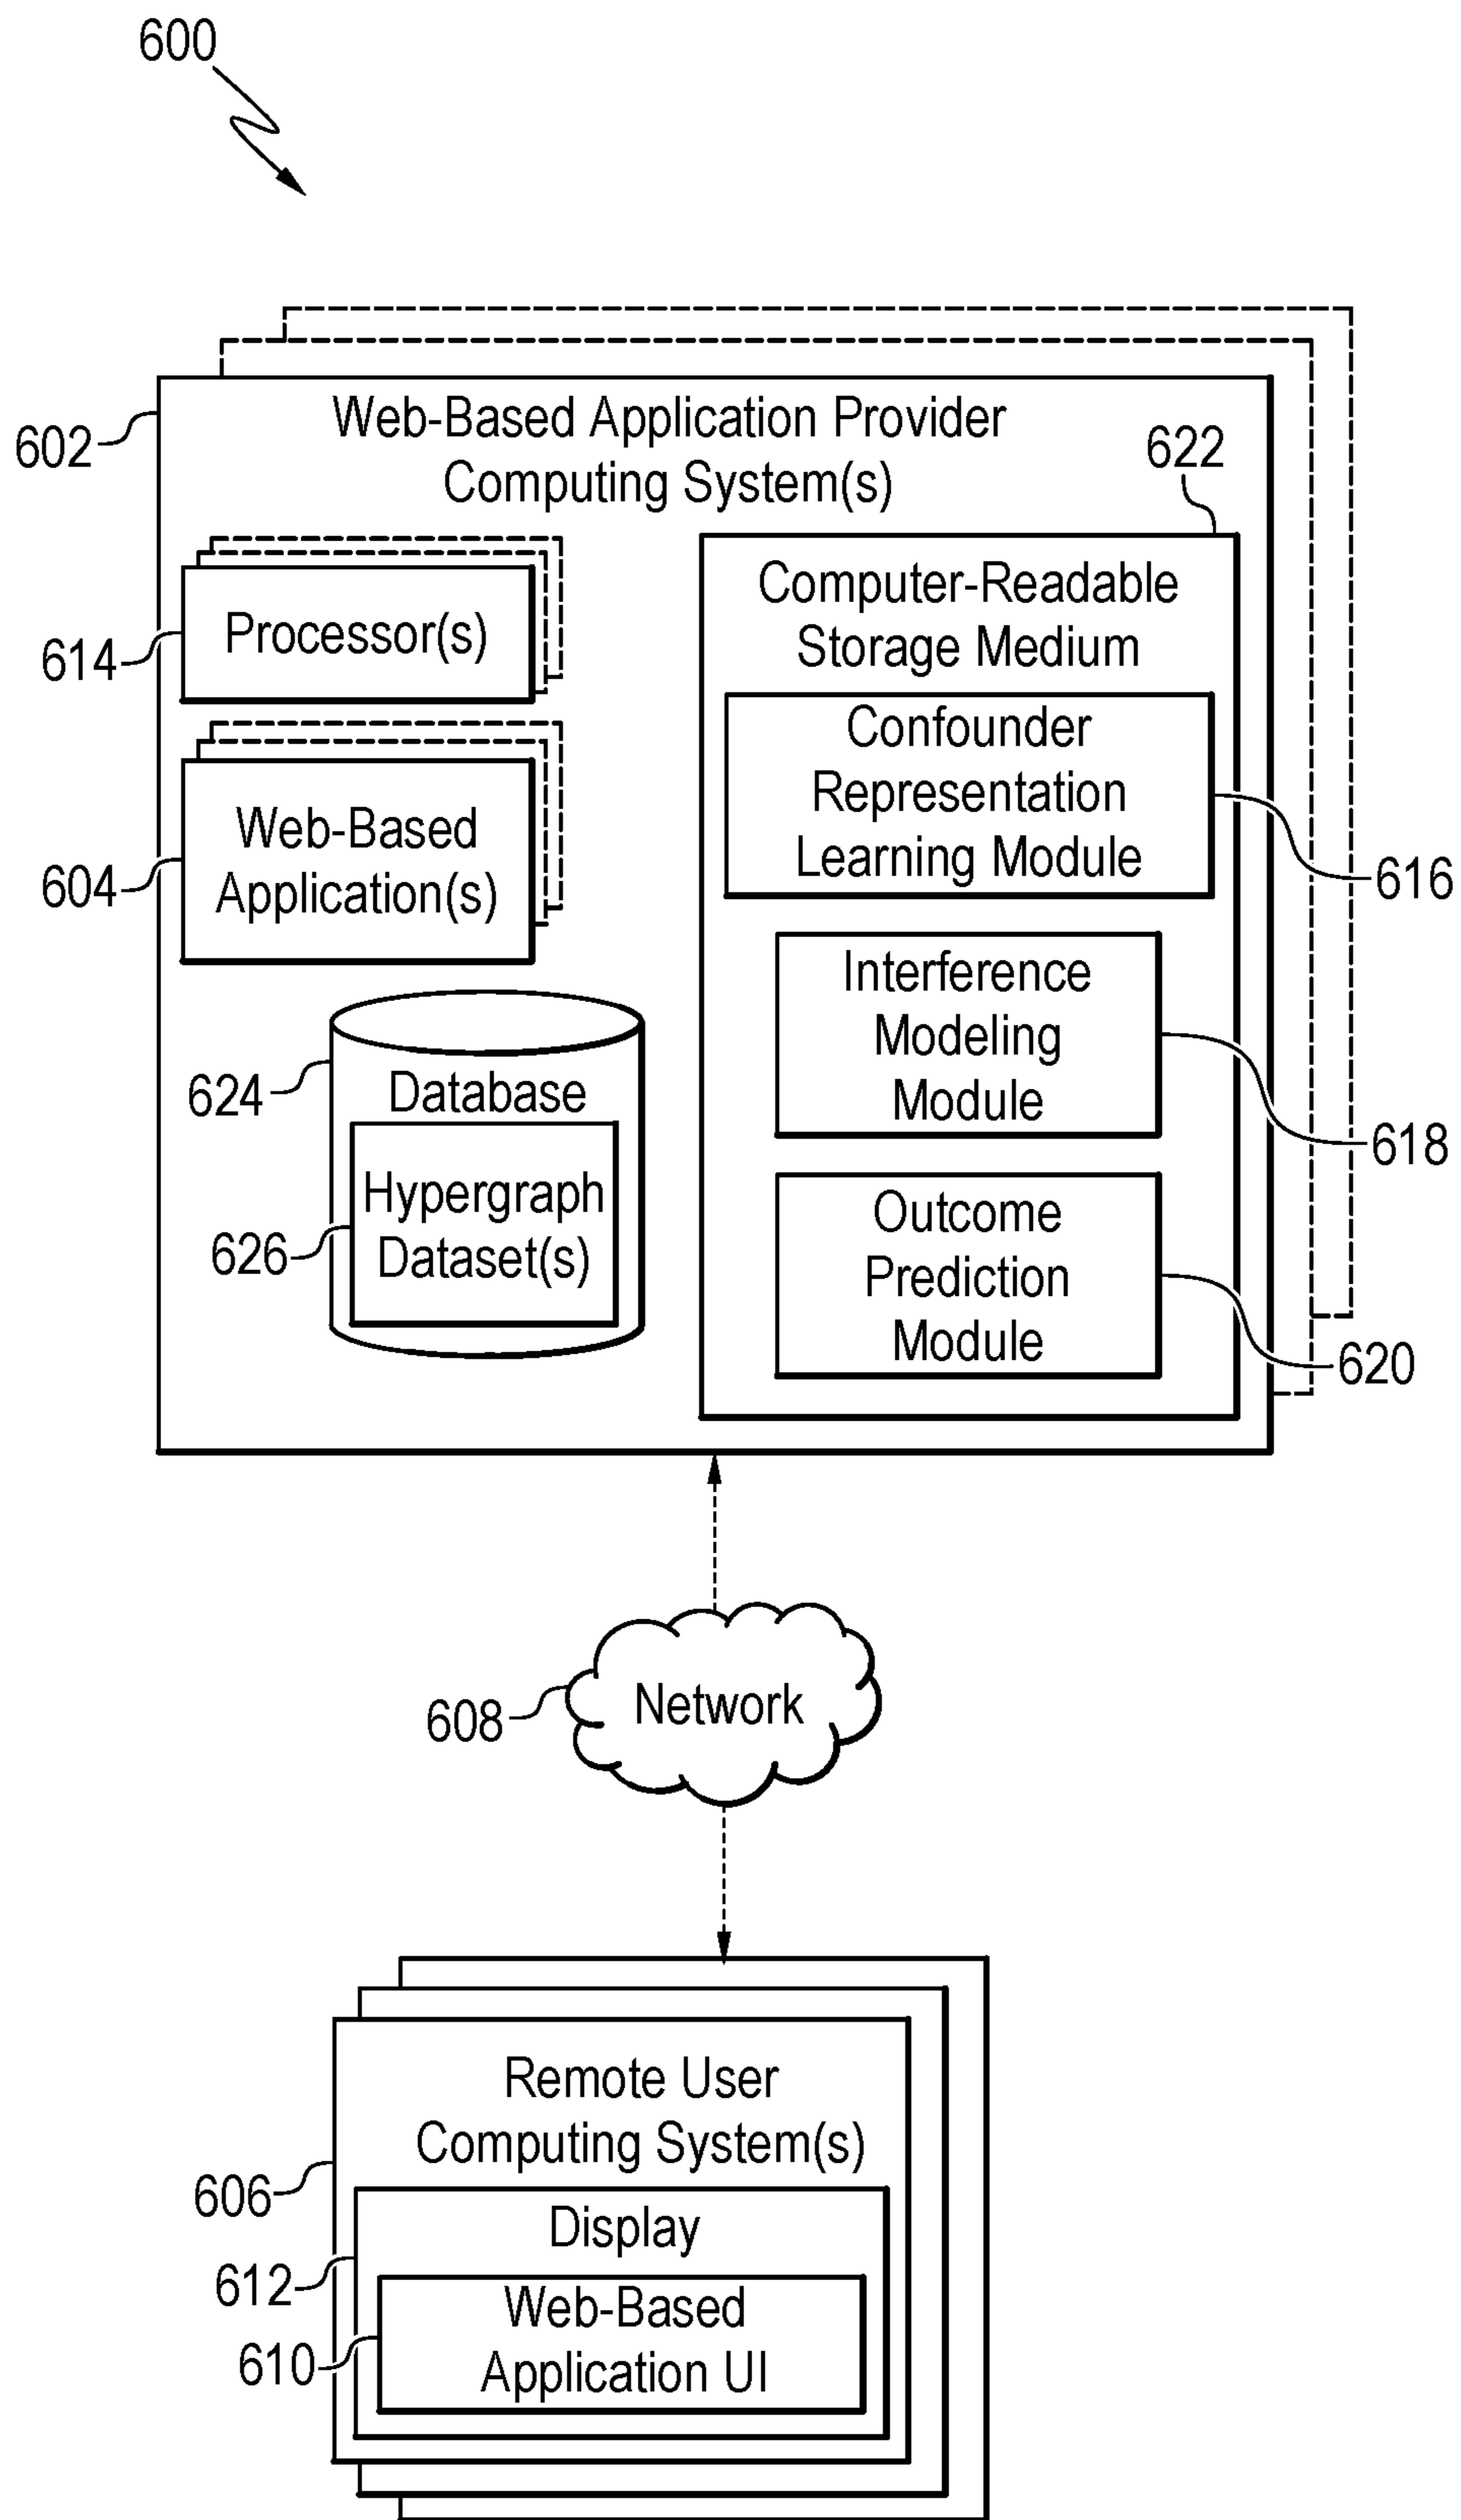 600
602
Web-Based Application Provider
Computing System(s)
622
614
Processor(s)
604
Web-Based
Application(s)
624
Database
626
Hypergraph
Dataset(s)
Computer-Readable
Storage Medium
Confounder
Representation
Learning Module
616
Interference
Modeling
Module
618
Outcome
Prediction
Module
620
608
Network
606
Remote User
Computing System(s)
612
Display
610
Web-Based
Application UI